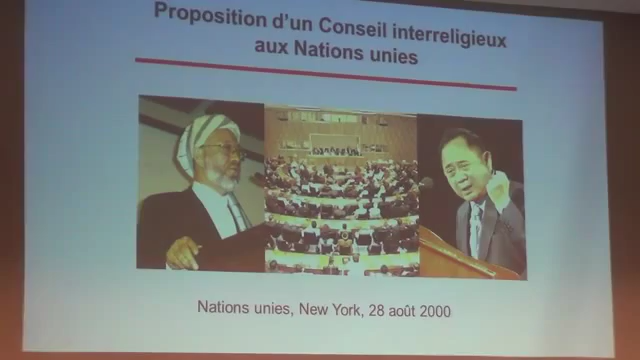 Proposition d'un Conseil interreligieux
aux Nations unies
Nations unies, New York, 28 août 2000